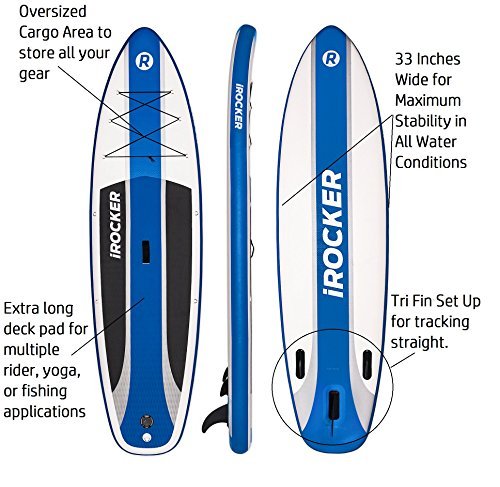 Oversized
Cargo Area to
store all your
gear
R
iROCKER
R
33 Inches
Wide for
Maximum
Stability in
All Water
Conditions
iROCKER
iROCKER
Extra long
deck pad for
multiple
rider, yoga,
or fishing
applications
Tri Fin Set Up
for tracking
straight.